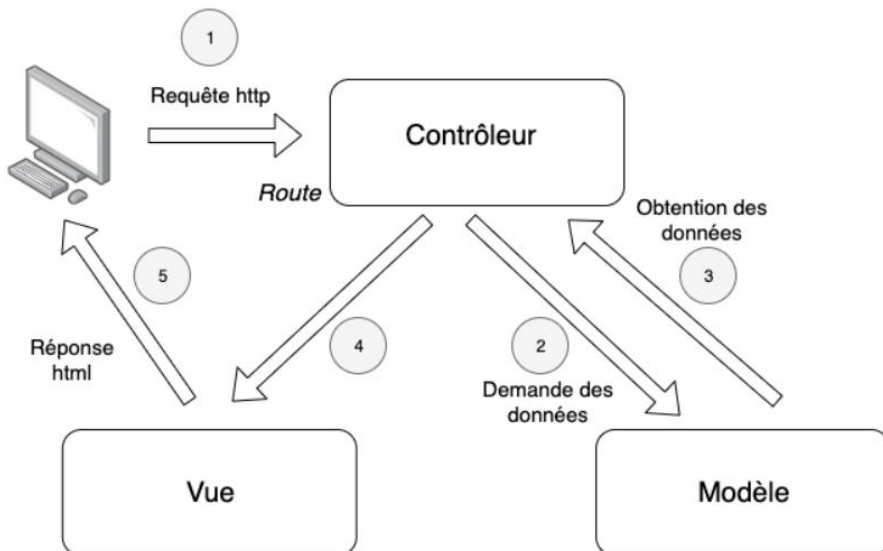 1
Requête http
Contrôleur
Route
Obtention des
données
5
3
Réponse
html
4
2
Demande des
données
Vue
Modèle